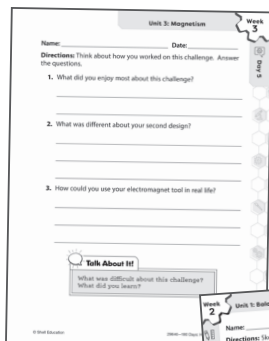 Unit 3: Magnetism
Week
3
Day 5
Name: Date:
Directions: Think about how you worked on this challenge. Answer
the questions.
1. What did you enjoy most about this challenge?
2. What was different about your second design?
3. How could you use your electromagnet tool in real life?
Talk About It!
What was difficult about this challenge?
What did you learn?
© Shell Education
Week
2
Unit 1:
Name:
Directions: